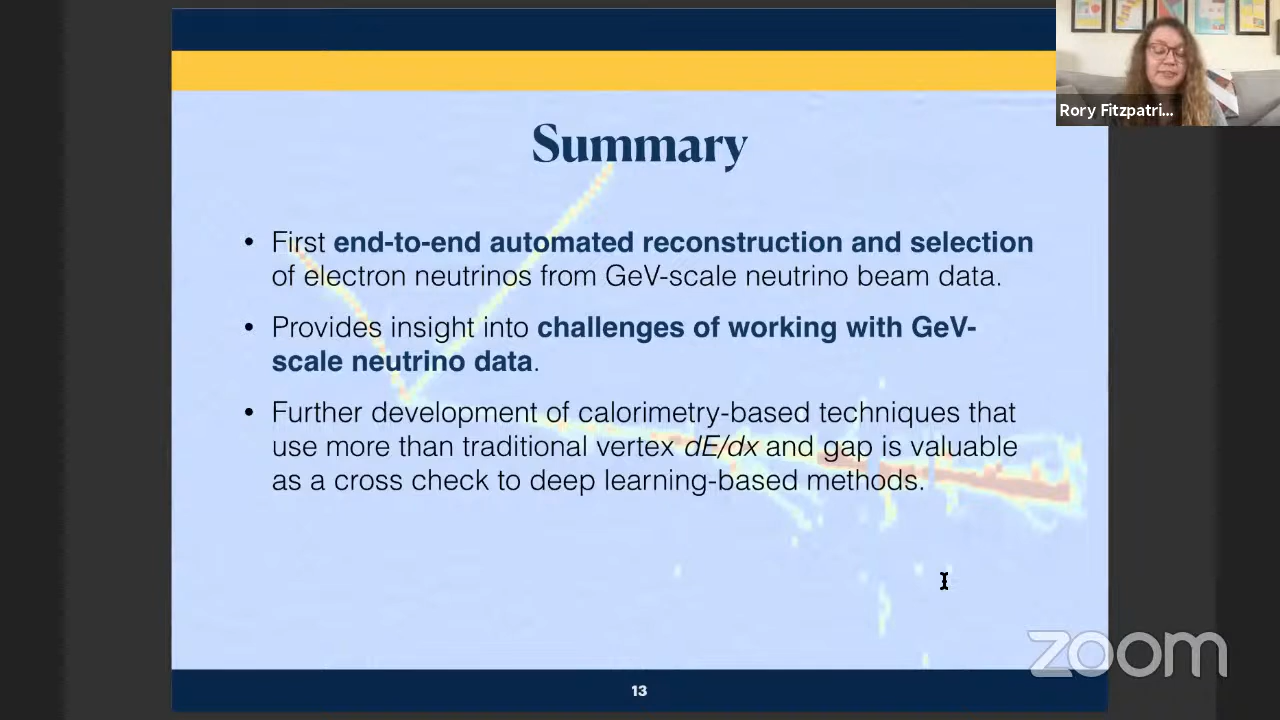 Rory Fitzpatri...
Summary
• First end-to-end automated reconstruction and selection
of electron neutrinos from GeV-scale neutrino beam data.
• Provides insight into challenges of working with GeV-
scale neutrino data.
• Further development of calorimetry-based techniques that
use more than traditional vertex dE/dx and gap is valuable
as a cross check to deep learning-based methods.
zoom
13